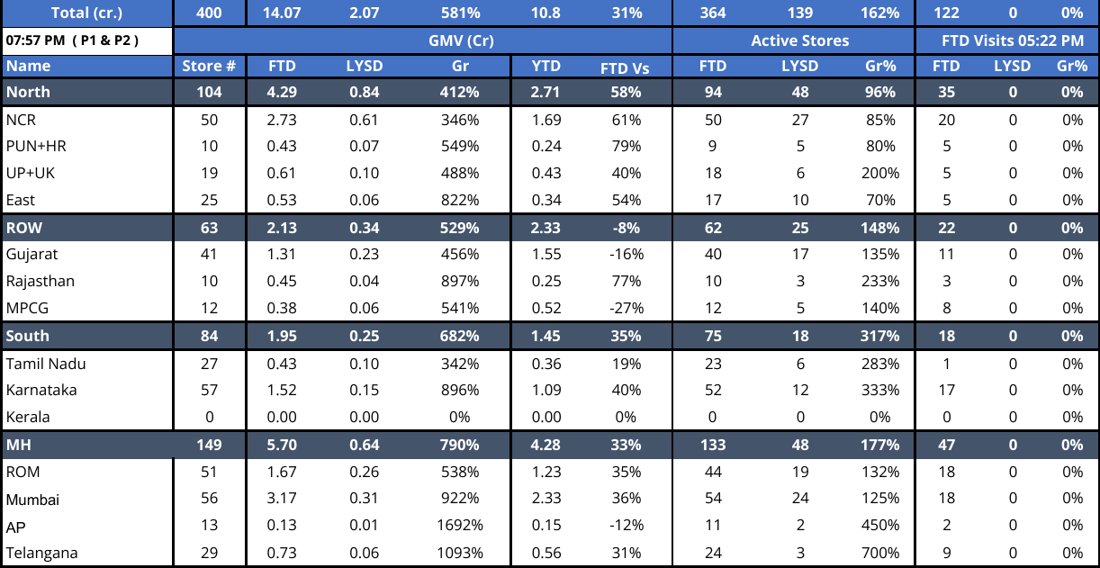 Total (cr.) 400 14.07 2.07 581% 10.8 31% 364 139 162% 122 0 0%
07:57 PM ( P1 & P2 ) GMV (Cr) Active Stores FTD Visits 05:22 PM
Name Store # FTD LYSD Gr YTD FTD Vs FTD LYSD Gr% FTD LYSD Gr%
North 104 4.29 0.84 412% 2.71 58% 94 48 96% 35 0 0%
NCR 50 2.73 0.61 346% 1.69 61% 50 27 85% 20 0 0%
PUN+HR 10 0.43 0.07 549% 0.24 79% 9 5 80% 5 0 0%
UP+UK 19 0.61 0.10 488% 0.43 40% 18 6 200% 5 0 0%
East 25 0.53 0.06 822% 0.34 54% 17 10 70% 5 0 0%
ROW 63 2.13 0.34 529% 2.33 -8% 62 25 148% 22 0 0%
Gujarat 41 1.31 0.23 456% 1.55 -16% 40 17 135% 11 0 0%
Rajasthan 10 0.45 0.04 897% 0.25 77% 10 3 233% 3 0 0%
MPCG 12 0.38 0.06 541% 0.52 -27% 12 5 140% 8 0 0%
South 84 1.95 0.25 682% 1.45 35% 75 18 317% 18 0 0%
Tamil Nadu 27 0.43 0.10 342% 0.36 19% 23 6 283% 1 0 0%
Karnataka 57 1.52 0.15 896% 1.09 40% 52 12 333% 17 0 0%
Kerala 0 0.00 0.00 0% 0.00 0% 0 0 0% 0 0 0%
MH 149 5.70 0.64 790% 4.28 33% 133 48 177% 47 0 0%
ROM 51 1.67 0.26 538% 1.23 35% 44 19 132% 18 0 0%
Mumbai 56 3.17 0.31 922% 2.33 36% 54 24 125% 18 0 0%
AP 13 0.13 0.01 1692% 0.15 -12% 11 2 450% 2 0 0%
Telangana 29 0.73 0.06 1093% 0.56 31% 24 3 700% 9 0 0%